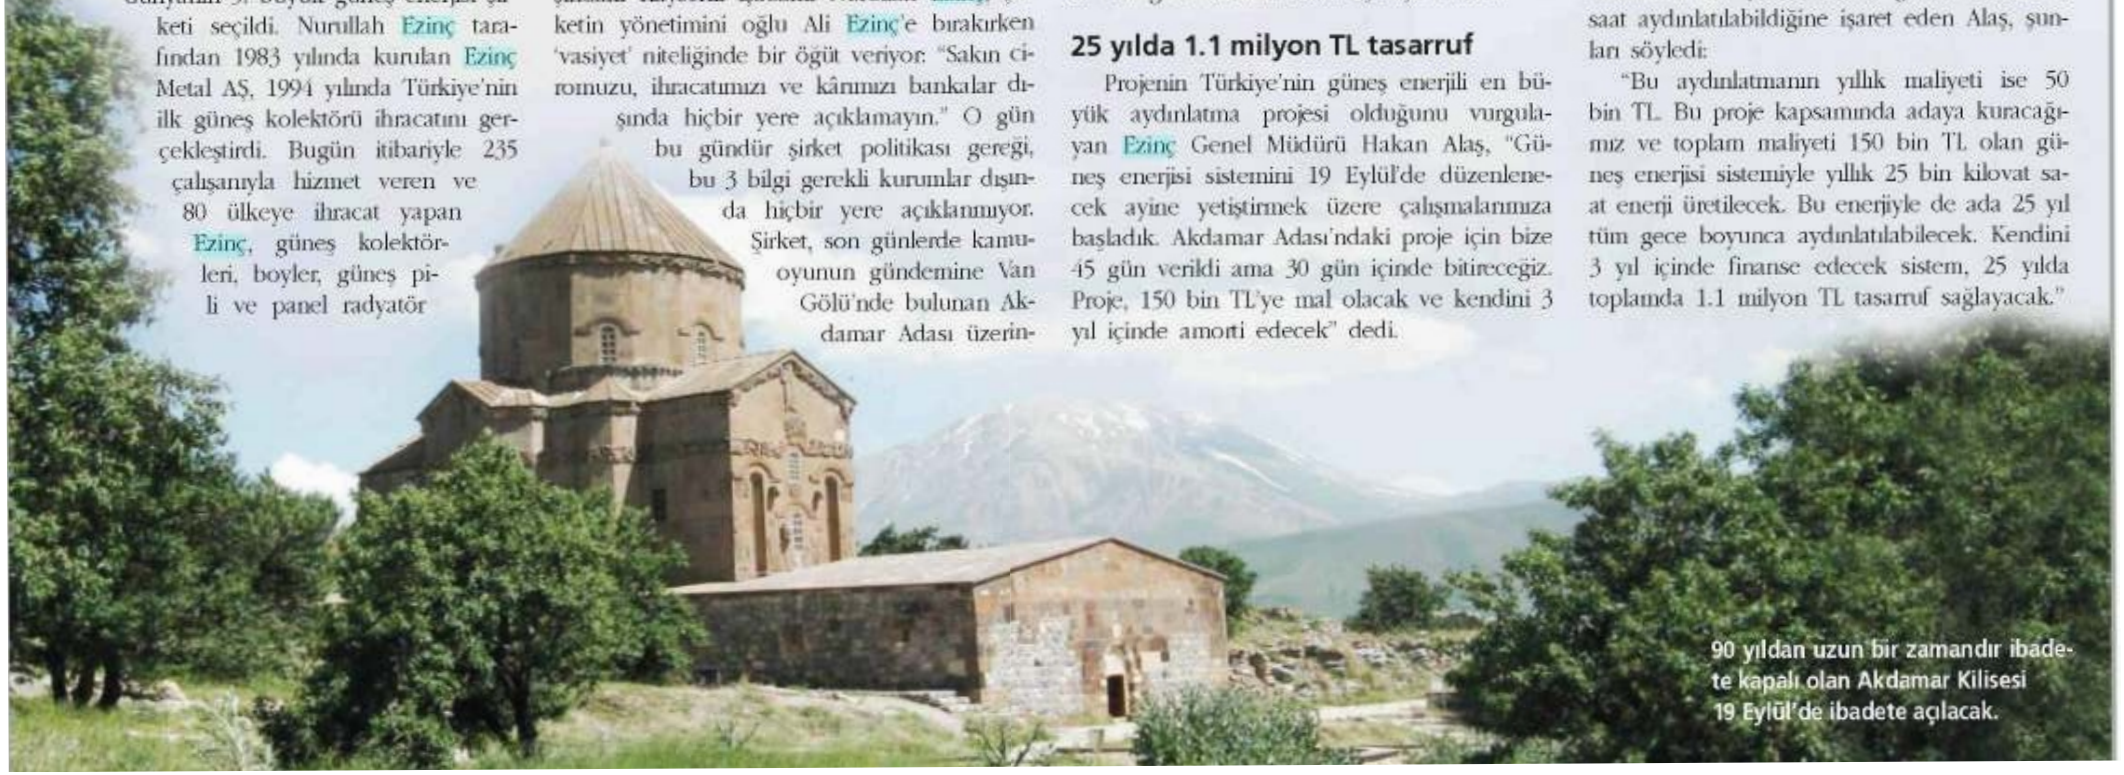 keti seçildi. Nurullah Ezinç tara-
fından 1983 yılında kurulan Ezinç
Metal AŞ, 1994 yılında Türkiye'nin
ilk güneş kolektörü ihracatını ger-
çekleştirdi. Bugün itibariyle 235
çalışanıyla hizmet veren ve
80 ülkeye ihracat yapan
Ezinç, güneş kolektör-
leri, boyler, güneş pi-
li ve panel radyatör
ketin yönetimini oğlu Ali Ezinç'e bırakırken
'vasiyet' niteliğinde bir öğüt veriyor: "Sakın ci-
romuzu, ihracatımızı ve kârımızı bankalar dı-
şında hiçbir yere açıklamayın." O gün
bu gündür şirket politikası gereği,
bu 3 bilgi gerekli kurumlar dışın-
da hiçbir yere açıklanmıyor.
Şirket, son günlerde kamu-
oyunun gündemine Van
Gölü'nde bulunan Ak-
damar Adası üzerin-
25 yılda 1.1 milyon TL tasarruf
Projenin Türkiye'nin güneş enerjili en bü-
yük aydınlatma projesi olduğunu vurgula-
yan Ezinç Genel Müdürü Hakan Alaş, "Gü-
neş enerjisi sistemini 19 Eylül'de düzenlene-
cek ayine yetiştirmek üzere çalışmalarımıza
başladık. Akdamar Adası'ndaki proje için bize
45 gün verildi ama 30 gün içinde bitireceğiz.
Proje, 150 bin TL'ye mal olacak ve kendini 3
yıl içinde amorti edecek" dedi.
saat aydınlatılabildiğine işaret eden Alaş, şun-
ları söyledi:
"Bu aydınlatmanın yıllık maliyeti ise 50
bin TL. Bu proje kapsamında adaya kuracağı-
mız ve toplam maliyeti 150 bin TL olan gü-
neş enerjisi sistemiyle yıllık 25 bin kilovat sa-
at enerji üretilecek. Bu enerjiyle de ada 25 yıl
tüm gece boyunca aydınlatılabilecek. Kendini
3 yıl içinde finanse edecek sistem, 25 yılda
toplamda 1.1 milyon TL tasarruf sağlayacak."
90 yıldan uzun bir zamandır ibade-
te kapalı olan Akdamar Kilisesi
19 Eylül'de ibadete açılacak.